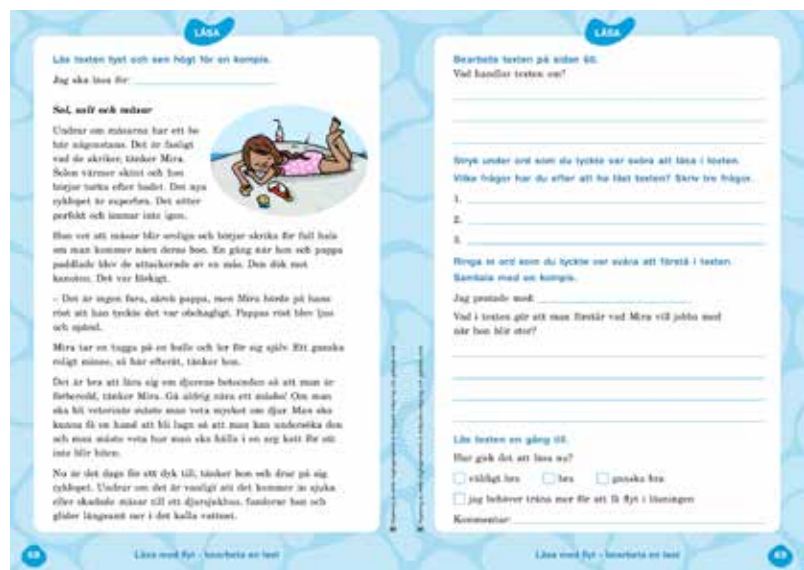 LÄSA
Läs texten tyst och sen högt för en kompis.
Jag ska läsa för:
Sol, salt och måsar
Undrar om måsarna har ett bo
här någonstans. Det är fasligt
vad de skriker, tänker Mira.
Solen värmer skönt och hon
börjar torka efter badet. Det nya
cyklopet är superbra. Det sitter
perfekt och immar inte igen.
Hon vet att måsar blir oroliga och börjar skrika för full hals
om man kommer nära deras bon. En gång när hon och pappa
paddlade blev de attackerade av en mås. Den dök mot
kanoten. Det var läskigt.
– Det är ingen fara, skrek pappa, men Mira hörde på hans
röst att han tyckte det var obehagligt. Pappas röst blev ljus
och spänd.
Mira tar en tugga på en bulle och ler för sig själv. Ett ganska
roligt minne, så här efteråt, tänker hon.
Det är bra att lära sig om djurens beteenden så att man är
förberedd, tänker Mira. Gå aldrig nära ett måsbo! Om man
ska bli veterinär måste man veta mycket om djur. Man ska
kunna få en hund att bli lugn så att man kan undersöka den
och man måste veta hur man ska hålla i en arg katt för att
inte blir biten.
Nu är det dags för ett dyk till, tänker hon och drar på sig
cyklopet. Undrar om det är vanligt att det kommer in sjuka
eller skadade måsar till ett djursjukhus, funderar hon och
glider långsamt ner i det kalla vattnet.
Läsa med flyt - bearbeta en text
LÄSA
Bearbeta texten på sidan
Vad handlar texten om?
Stryk under ord som du tyckte var svåra att läsa i texten.
Vilka frågor har du efter att ha läst texten? Skriv tre frågor.
1.
2.
3.
Ringa in ord som du tyckte var svåra att förstå i texten.
Samtala med en kompis.
Jag pratade med:
Vad i texten gör att man förstår vad Mira vill jobba med
när hon blir stor?
Läs texten en gång till.
Hur gick det att läsa nu?
väldigt bra bra ganska bra
jag behöver träna mer för att få flyt i läsningen
Kommentar:
Läsa med flyt - bearbeta en text